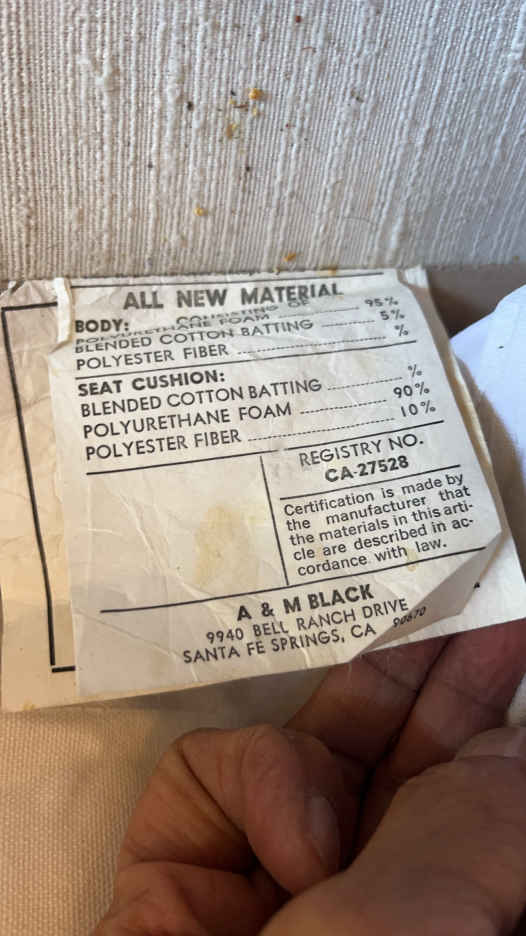 ALL NEW MATERIAL
CONSISTING OF
BODY:
POLYURETHANE FOAM ---------- 95%
BLENDED COTTON BATTING ---------- 5%
POLYESTER FIBER ---------- %
SEAT CUSHION:
BLENDED COTTON BATTING ---------- %
POLYURETHANE FOAM ---------- 90%
POLYESTER FIBER ---------- 10%
REGISTRY NO.
CA-27528
Certification is made by
the manufacturer that
the materials in this arti-
cle are described in ac-
cordance with law.
A & M BLACK
9940 BELL RANCH DRIVE
SANTA FE SPRINGS, CA 90670